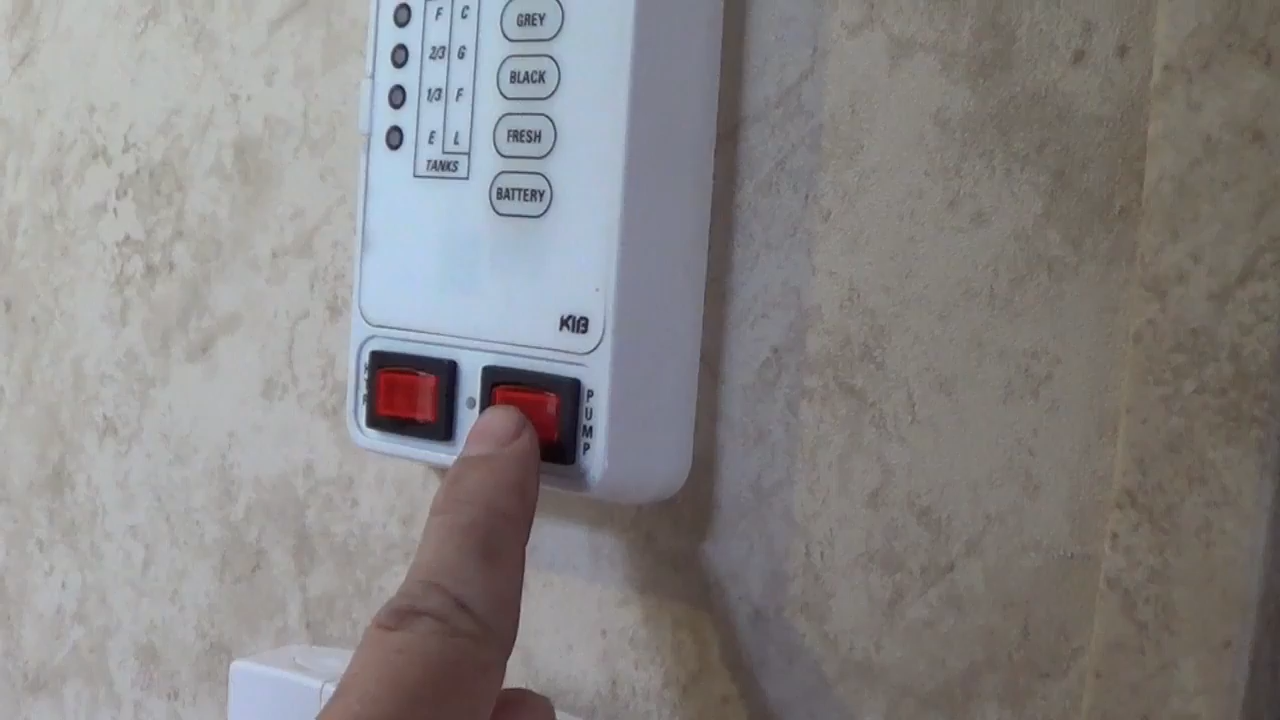 F C GREY
2/3 G BLACK
1/3 F FRESH
E L
TANKS
BATTERY
KIB
PUMP